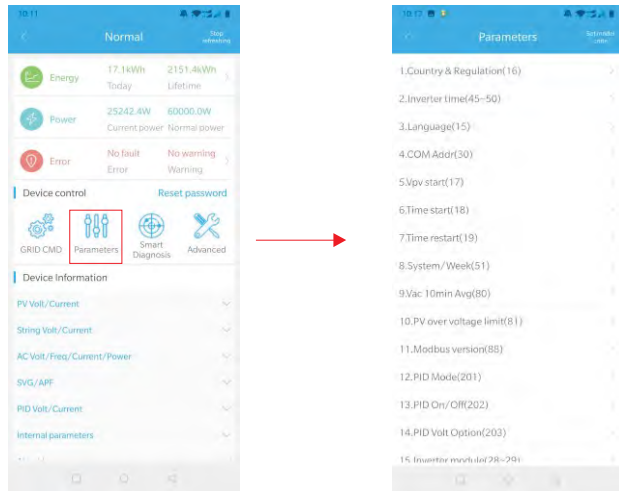 10:11
Normal
Stop
refreshing
Energy
17.1kWh
2151.4kWh
Today
Lifetime
Power
25242.4W
60000.0W
Current power
Normal power
Error
No fault
No warning
Error
Warning
Device control
Reset password
GRID CMD
Parameters
Smart
Diagnosis
Advanced
Device Information
PV Volt/Current
String Volt/Current
AC Volt/Freq/Current/Power
SVG/APF
PID Volt/Current
Internal parameters
10:12
Parameters
1.Country & Regulation(16)
2.Inverter time(45~50)
3.Language(15)
4.COM Addr(30)
5.Vpv start(17)
6.Time start(18)
7.Time restart(19)
8.System/Week(51)
9.Vac 10min Avg(80)
10.PV over voltage limit(81)
11.Modbus version(88)
12.PID Mode(201)
13.PID On/Off(202)
14.PID Volt Option(203)
15.Inverter module(28~29)